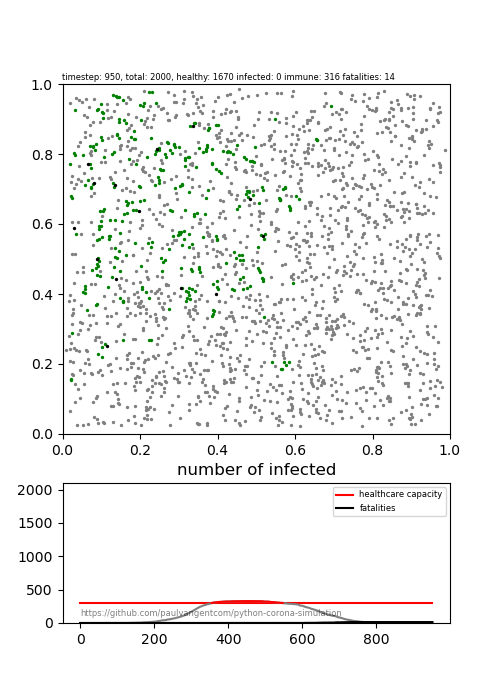 timestep: 950, total: 2000, healthy: 1670 infected: 0 immune: 316 fatalities: 14
1.0
0.8
0.6
0.4
0.2
0.0
0.0 0.2 0.4 0.6 0.8 1.0
number of infected
2000
1500
1000
500
0
healthcare capacity
fatalities
https://github.com/paulvangentcom/python-corona-simulation
0 200 400 600 800